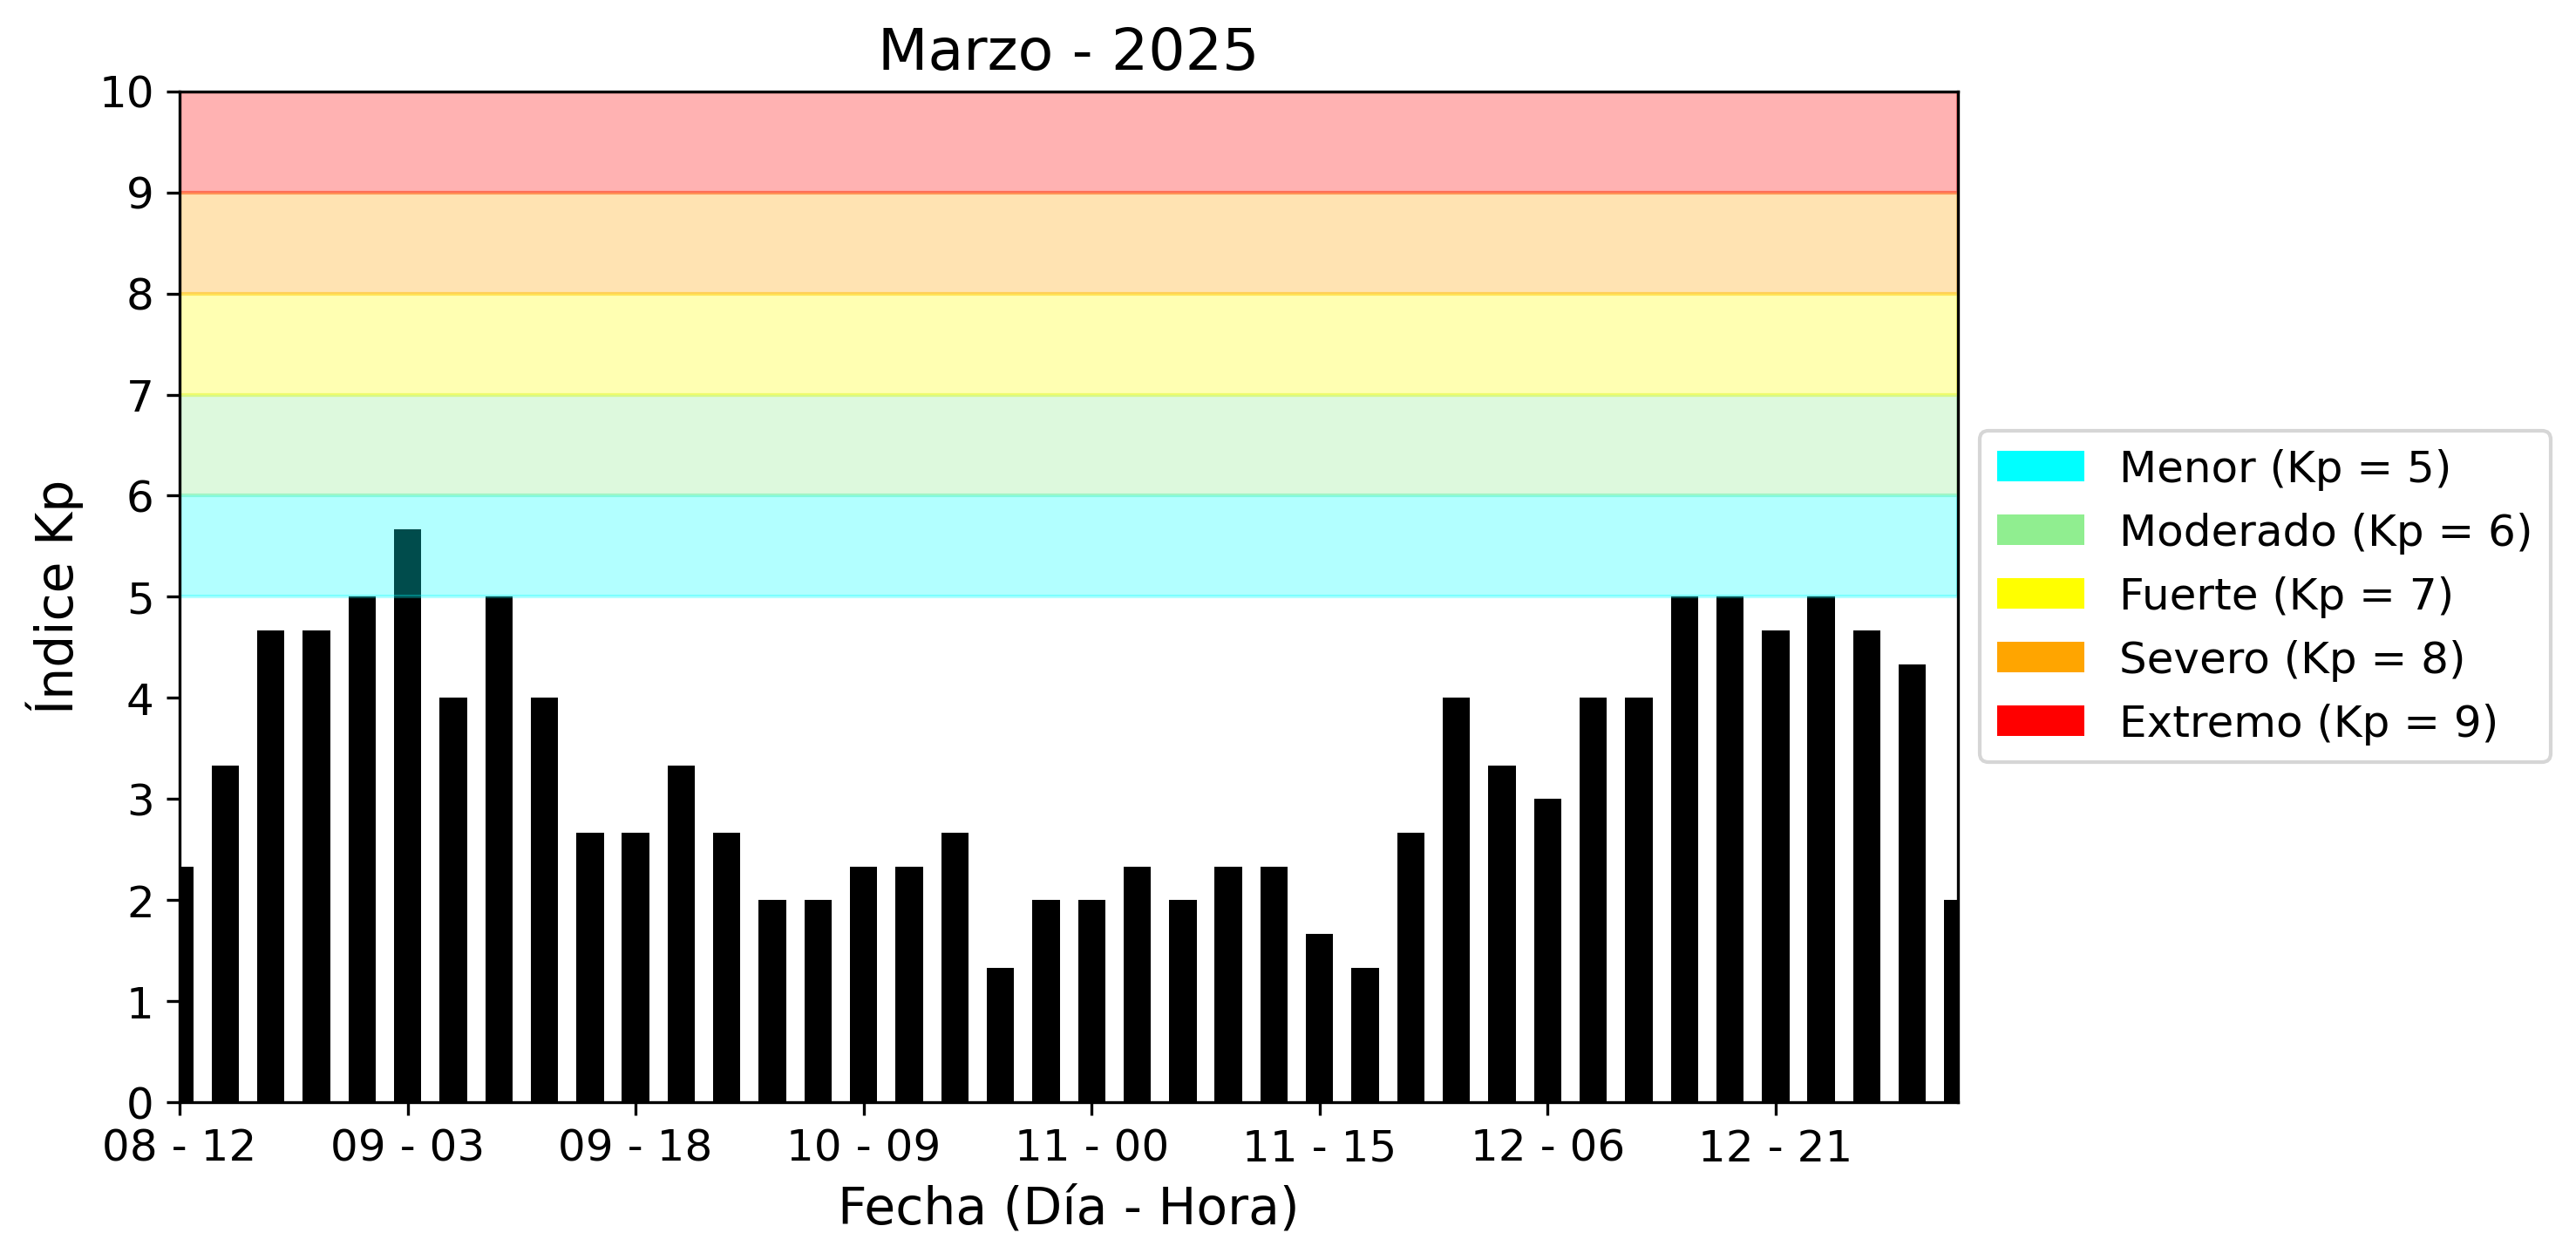 Marzo - 2025
10
9
8
7
6
5
4
3
2
1
0
Índice Kp
08 - 12
09 - 03
09 - 18
10 - 09
11 - 00
11 - 15
12 - 06
12 - 21
Fecha (Día - Hora)
Menor (Kp = 5)
Moderado (Kp = 6)
Fuerte (Kp = 7)
Severo (Kp = 8)
Extremo (Kp = 9)